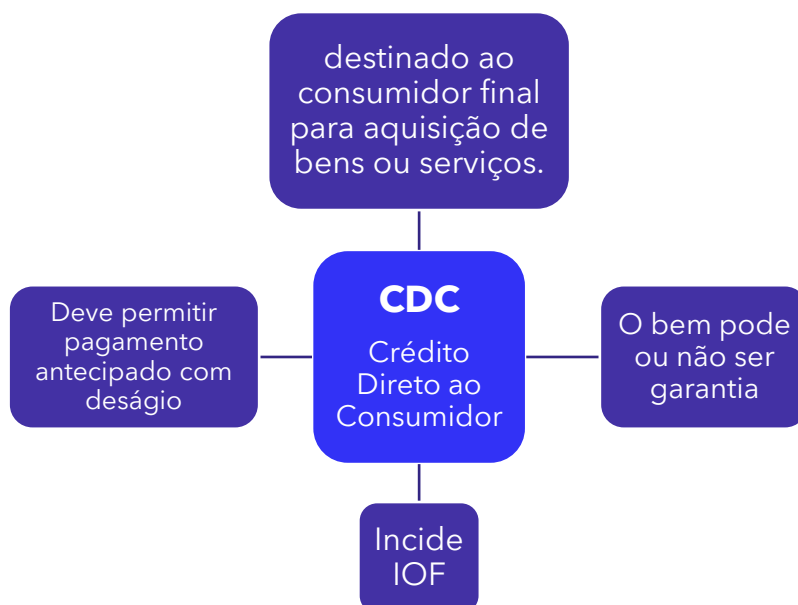 destinado ao
consumidor final
para aquisição de
bens ou serviços.
Deve permitir
pagamento
antecipado com
deságio
CDC
Crédito
Direto ao
Consumidor
O bem pode
ou não ser
garantia
Incide
IOF